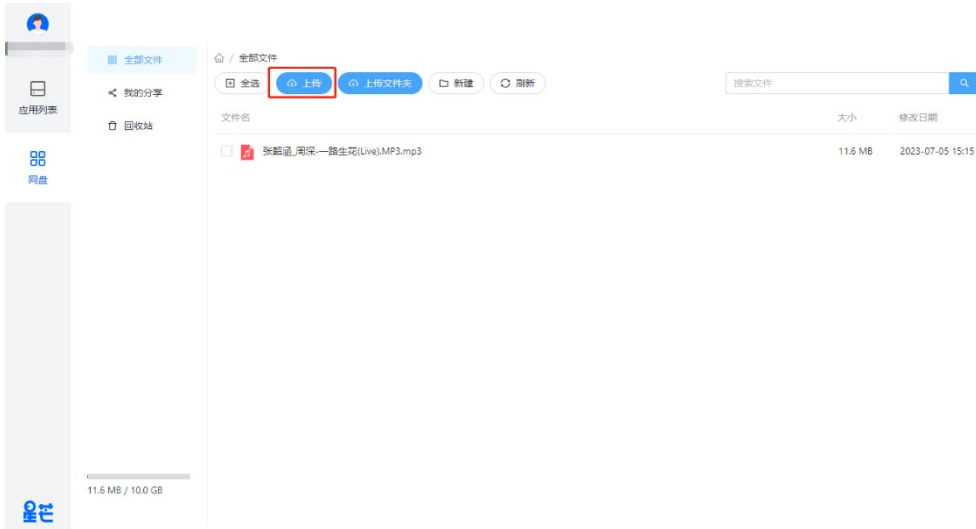 全部文件
我的分享
回收站
应用列表
网盘
11.6 MB / 10.0 GB
星芒
/ 全部文件
全选 上传 上传文件夹 新建 刷新 搜索文件
文件名 大小 修改日期
张韶涵_周深-一路生花(Live).MP3.mp3 11.6 MB 2023-07-05 15:15